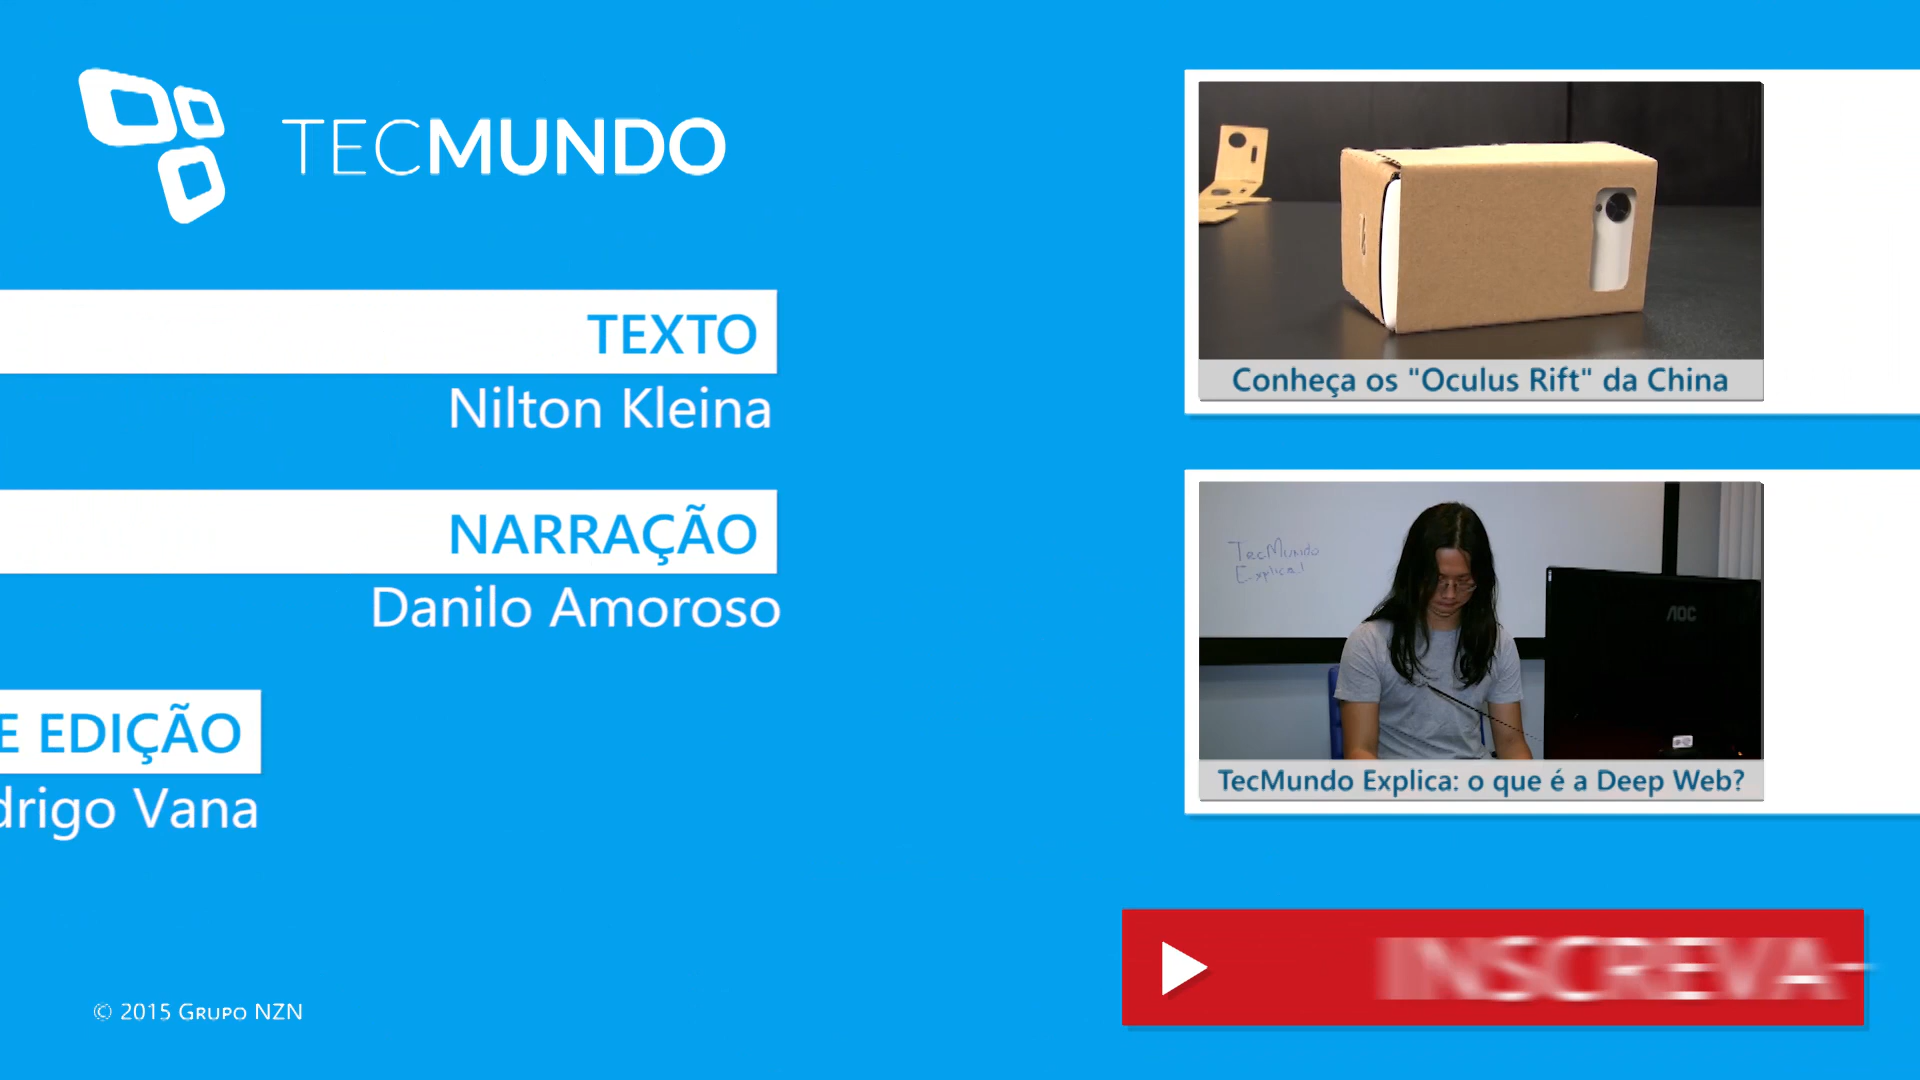 TECMUNDO
TEXTO
Nilton Kleina
NARRAÇÃO
Danilo Amoroso
E EDIÇÃO
drigo Vana
© 2015 GRUPO NZN
Conheça os "Oculus Rift" da China
TecMundo
Explica!
AOC
TecMundo Explica: o que é a Deep Web?
INSCREVA-